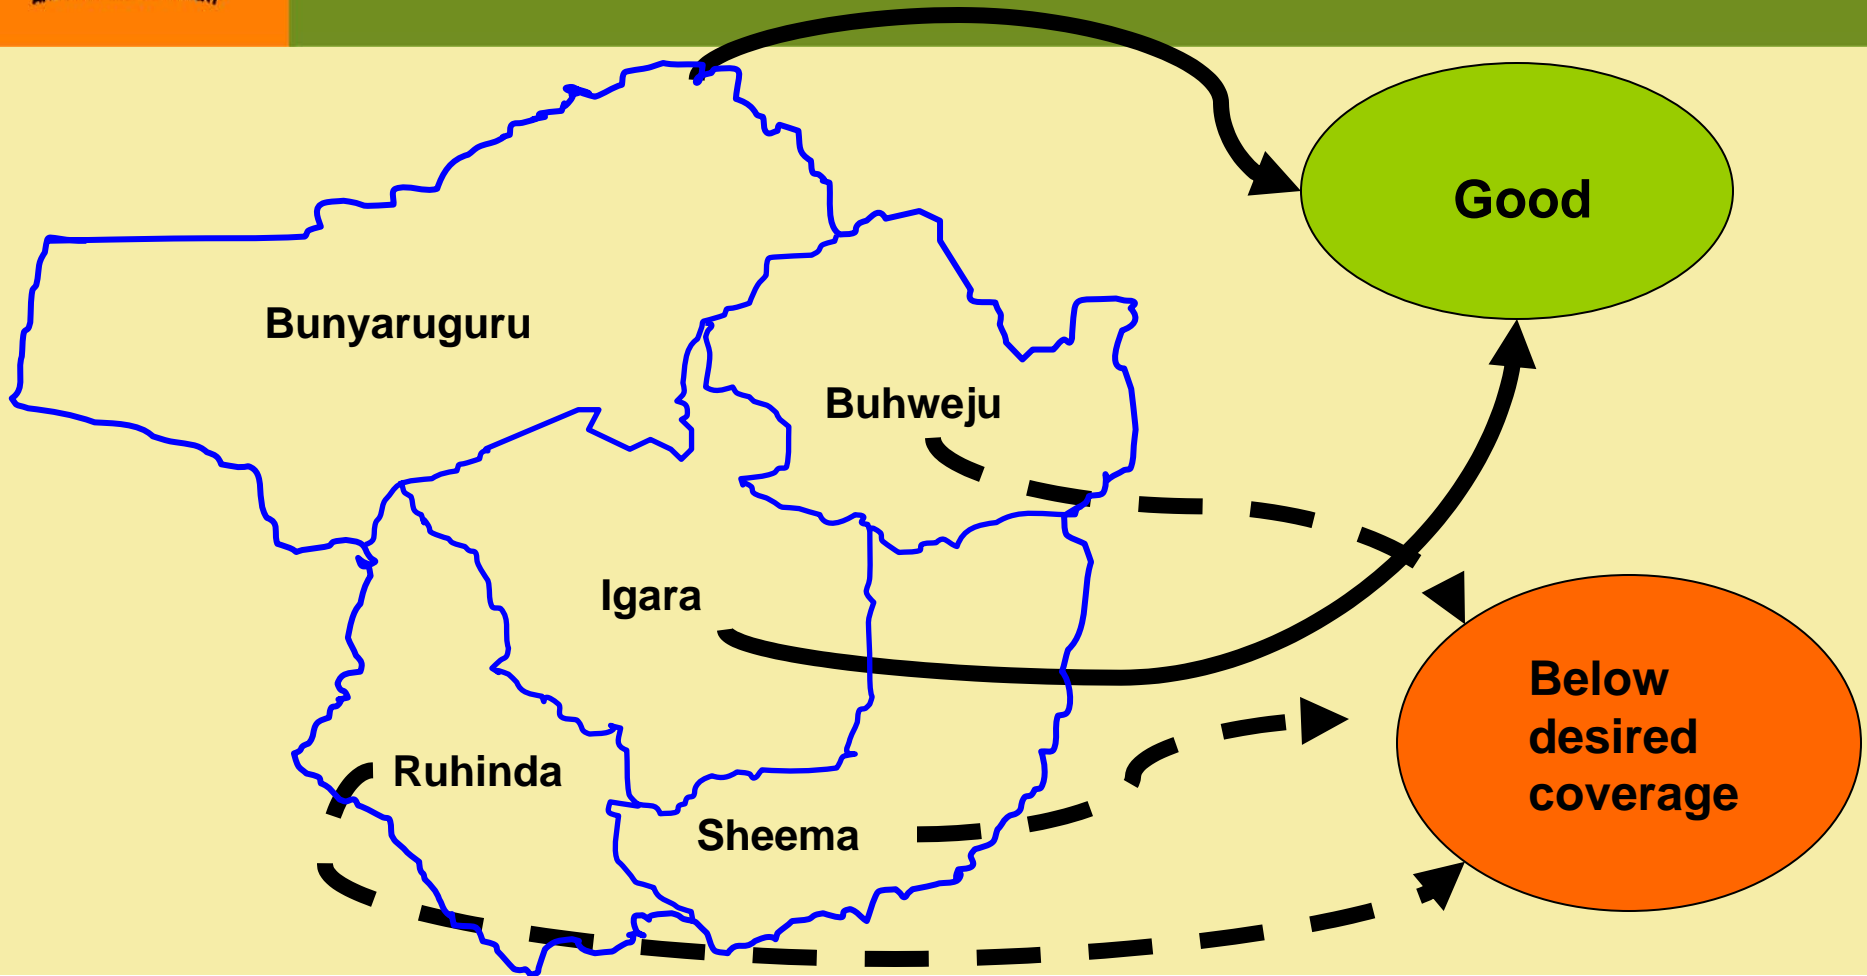 Good
Bunyaruguru
Buhweju
Igara
Below
desired
coverage
Ruhinda
Sheema